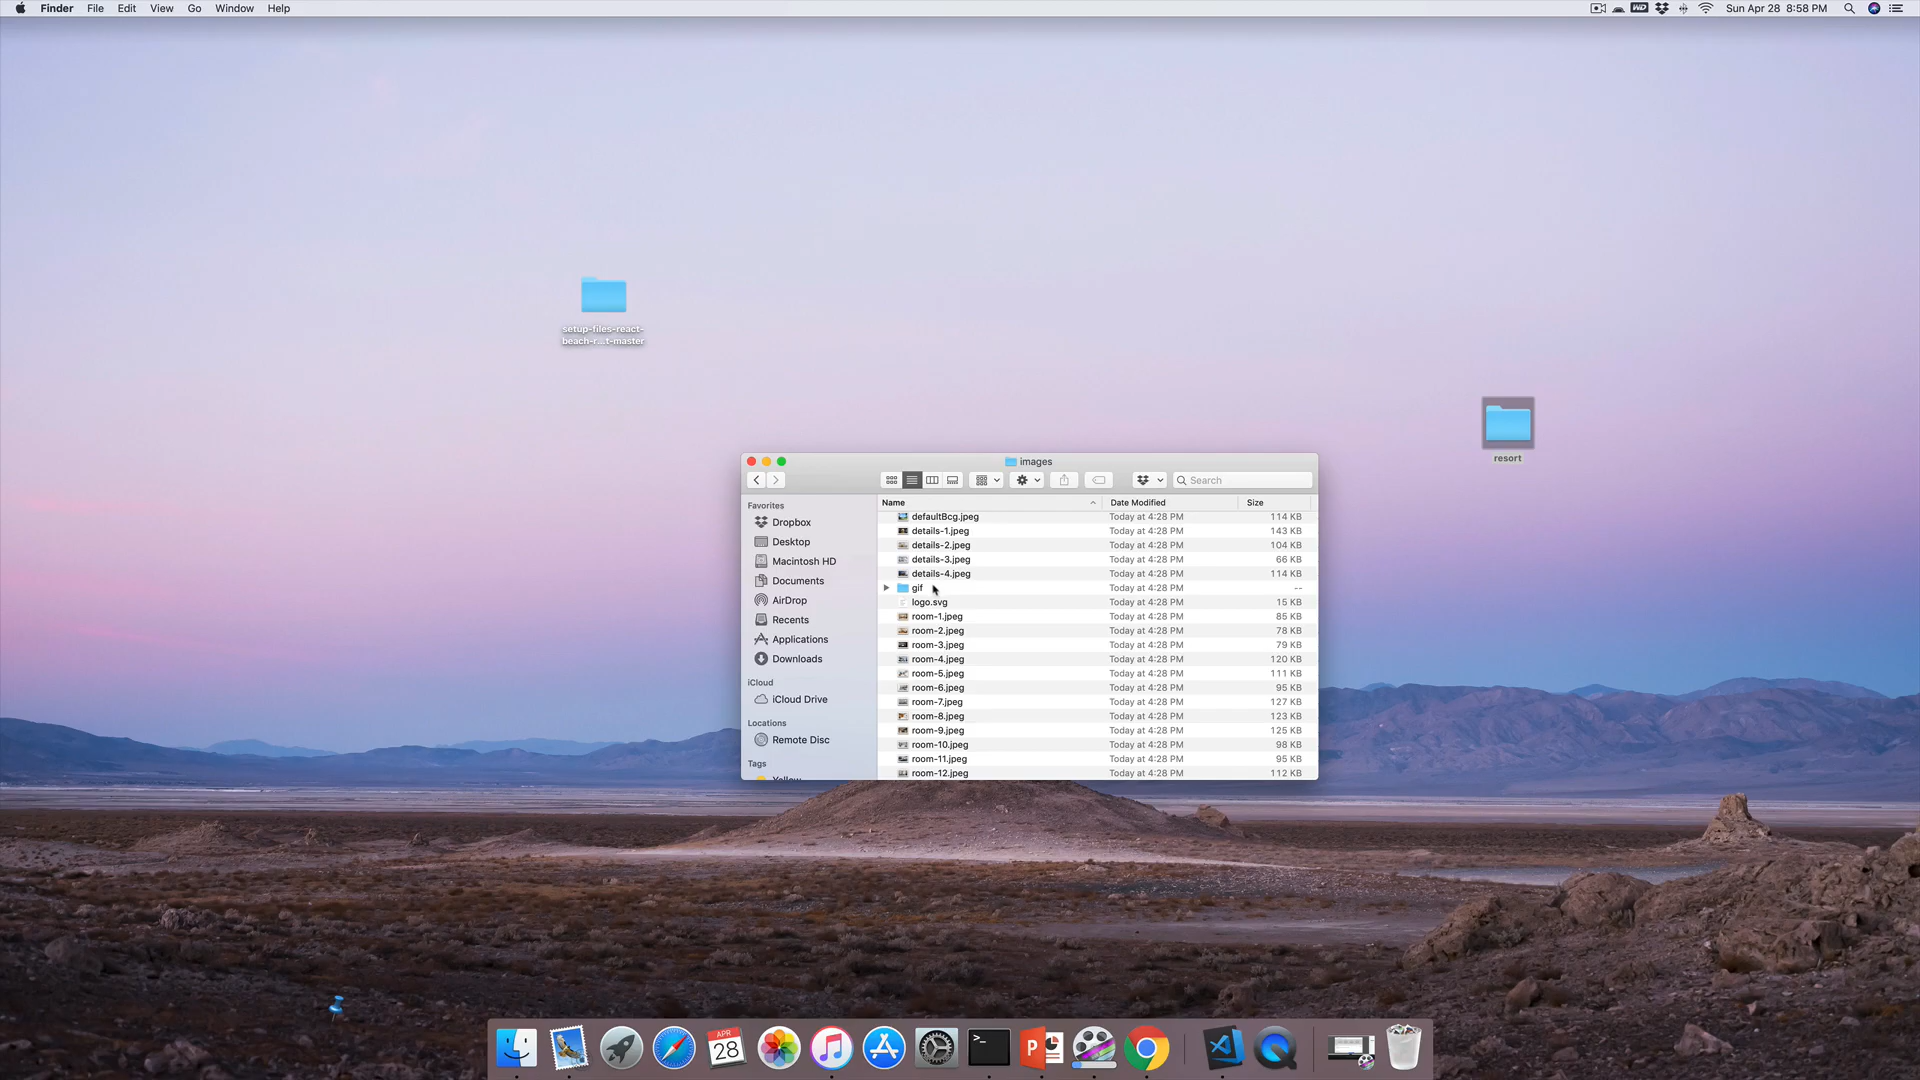 Finder File Edit View Go Window Help
WD
Sun Apr 28 8:58 PM
setup-files-react-
beach-r...t-master
resort
images
Search
Favorites
Dropbox
Desktop
Macintosh HD
Documents
AirDrop
Recents
Applications
Downloads
iCloud
iCloud Drive
Locations
Remote Disc
Tags
Yellow
Name Date Modified Size
defaultBcg.jpeg Today at 4:28 PM 114 KB
details-1.jpeg Today at 4:28 PM 143 KB
details-2.jpeg Today at 4:28 PM 104 KB
details-3.jpeg Today at 4:28 PM 66 KB
details-4.jpeg Today at 4:28 PM 114 KB
gif Today at 4:28 PM --
logo.svg Today at 4:28 PM 15 KB
room-1.jpeg Today at 4:28 PM 85 KB
room-2.jpeg Today at 4:28 PM 78 KB
room-3.jpeg Today at 4:28 PM 79 KB
room-4.jpeg Today at 4:28 PM 120 KB
room-5.jpeg Today at 4:28 PM 111 KB
room-6.jpeg Today at 4:28 PM 95 KB
room-7.jpeg Today at 4:28 PM 127 KB
room-8.jpeg Today at 4:28 PM 123 KB
room-9.jpeg Today at 4:28 PM 125 KB
room-10.jpeg Today at 4:28 PM 98 KB
room-11.jpeg Today at 4:28 PM 95 KB
room-12.jpeg Today at 4:28 PM 112 KB
APR
28
>_
P